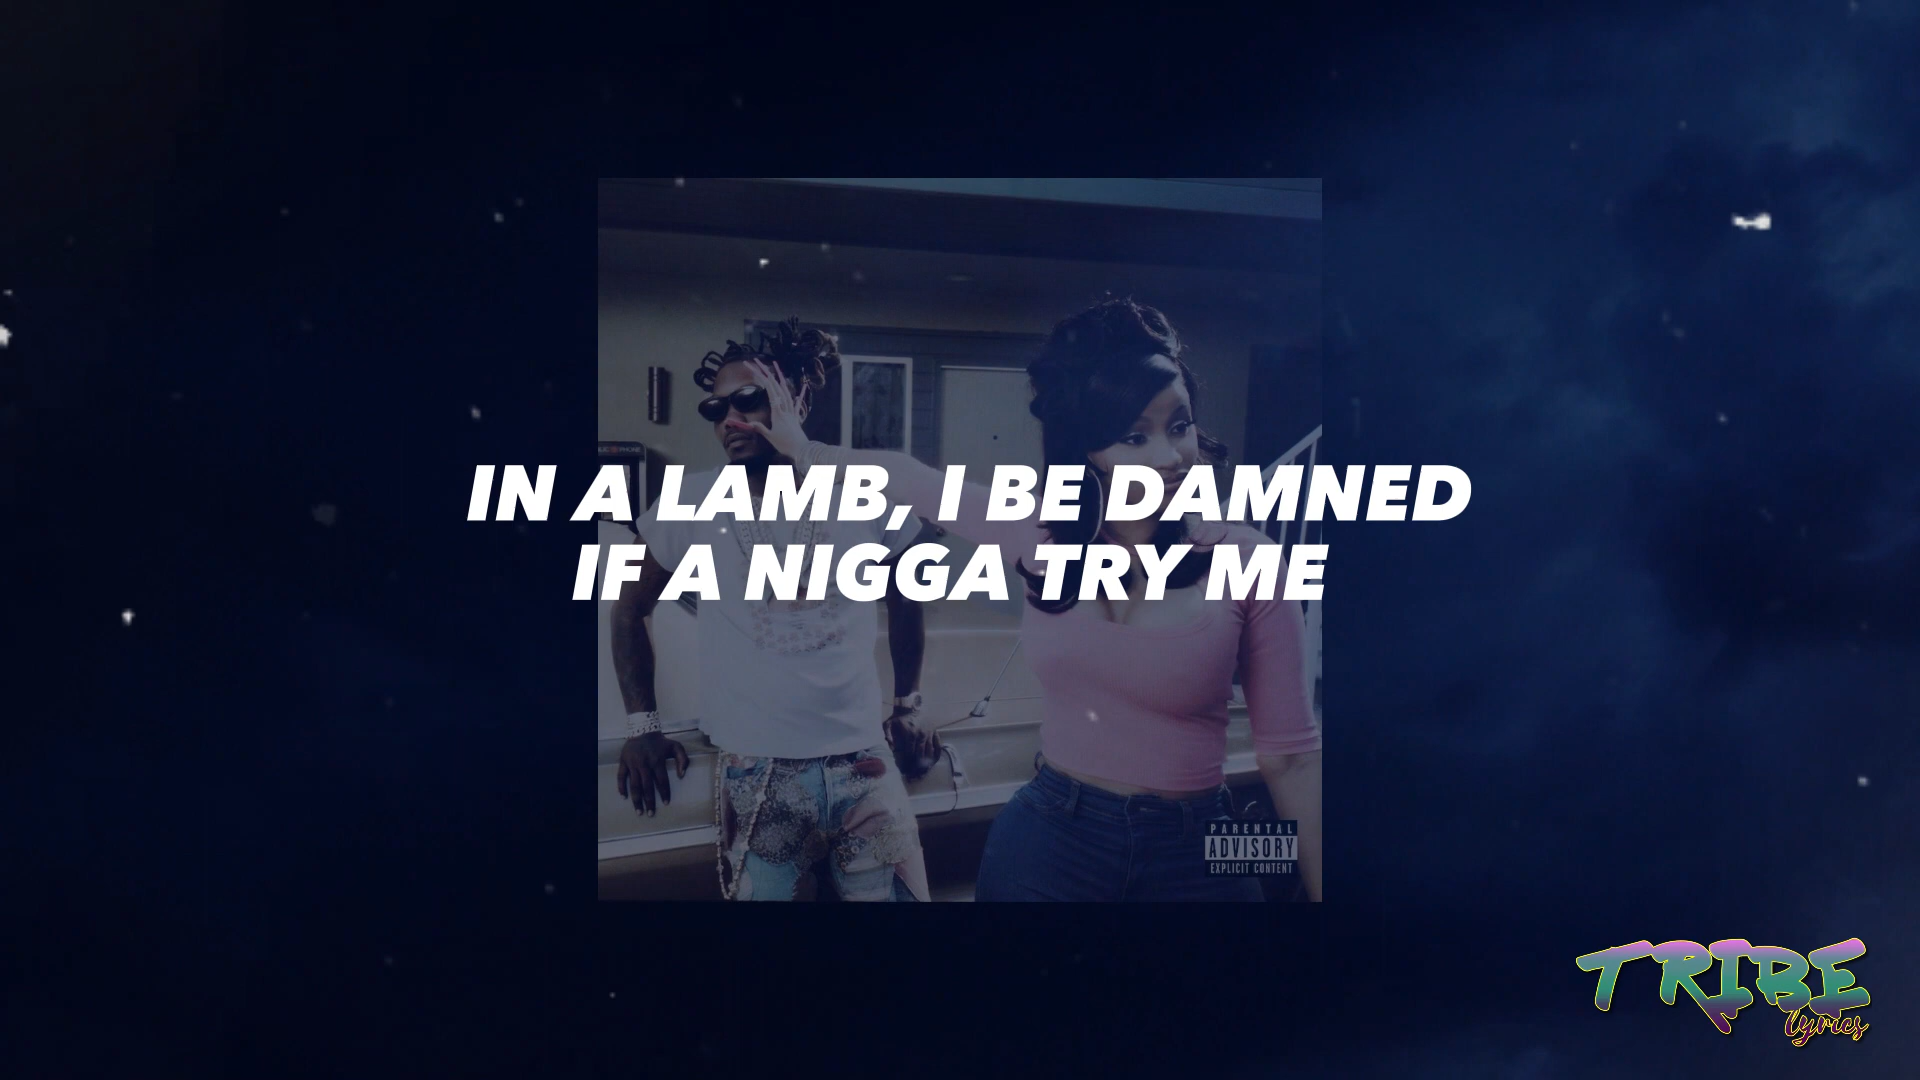 IN A LAMB, I BE DAMNED
IF A NIGGA TRY ME
PARENTAL
ADVISORY
EXPLICIT CONTENT
TRIBE
lyrics